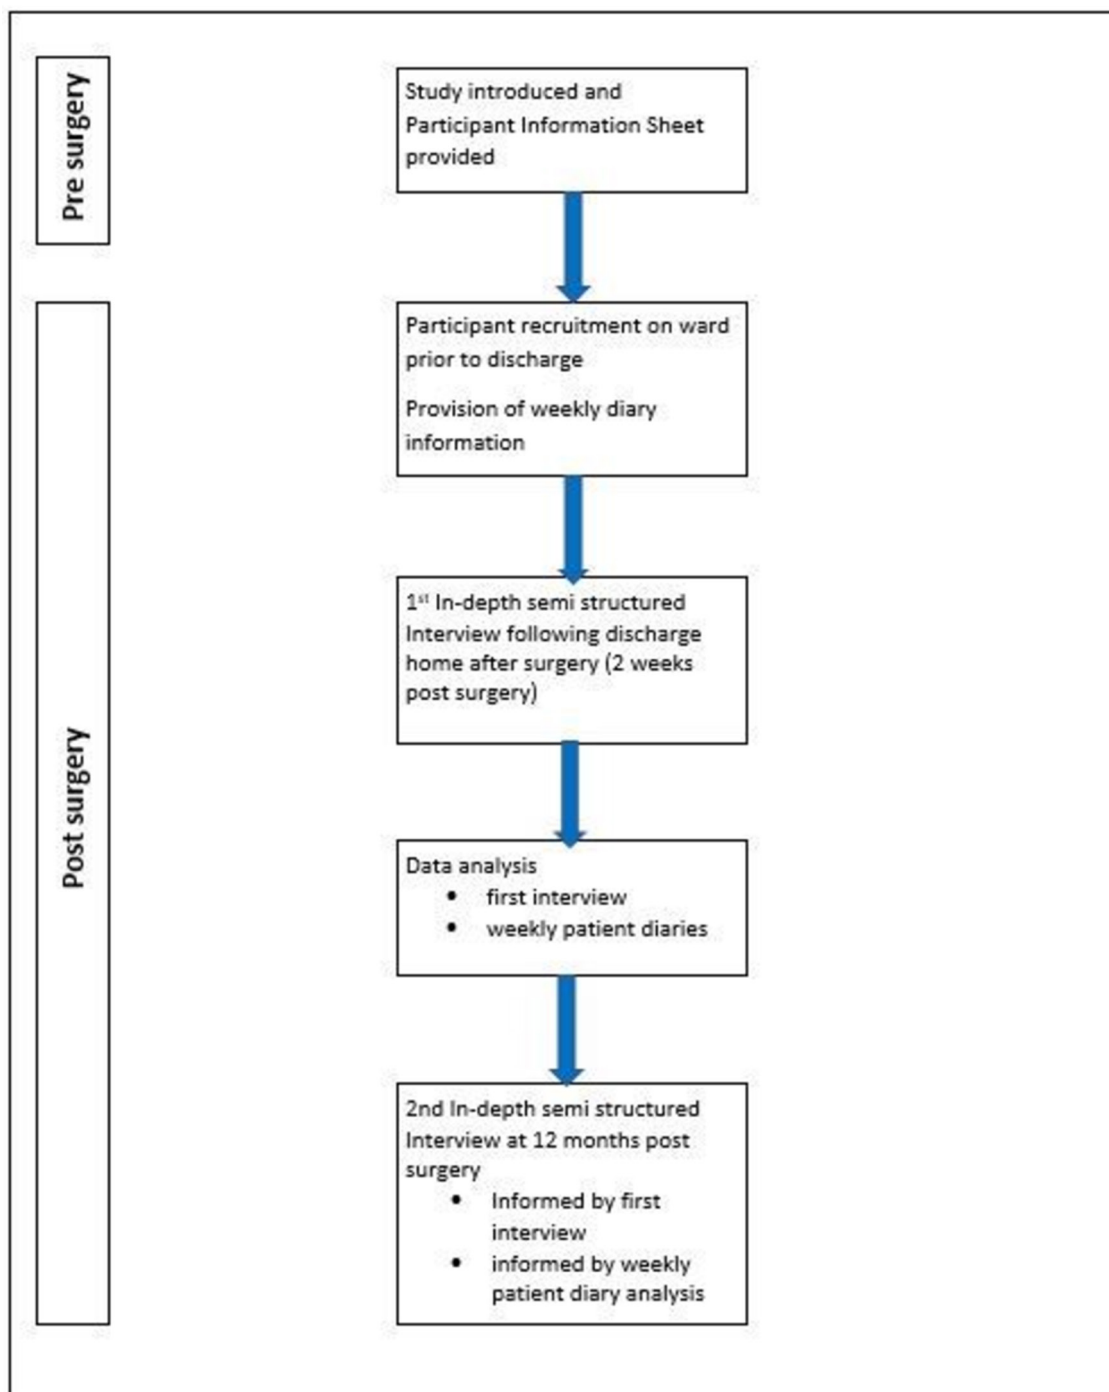 Pre surgery
Study introduced and
Participant Information Sheet
provided
Post surgery
Participant recruitment on ward
prior to discharge
Provision of weekly diary
information
1st In-depth semi structured
Interview following discharge
home after surgery (2 weeks
post surgery)
Data analysis
• first interview
• weekly patient diaries
2nd In-depth semi structured
Interview at 12 months post
surgery
• Informed by first
interview
• informed by weekly
patient diary analysis